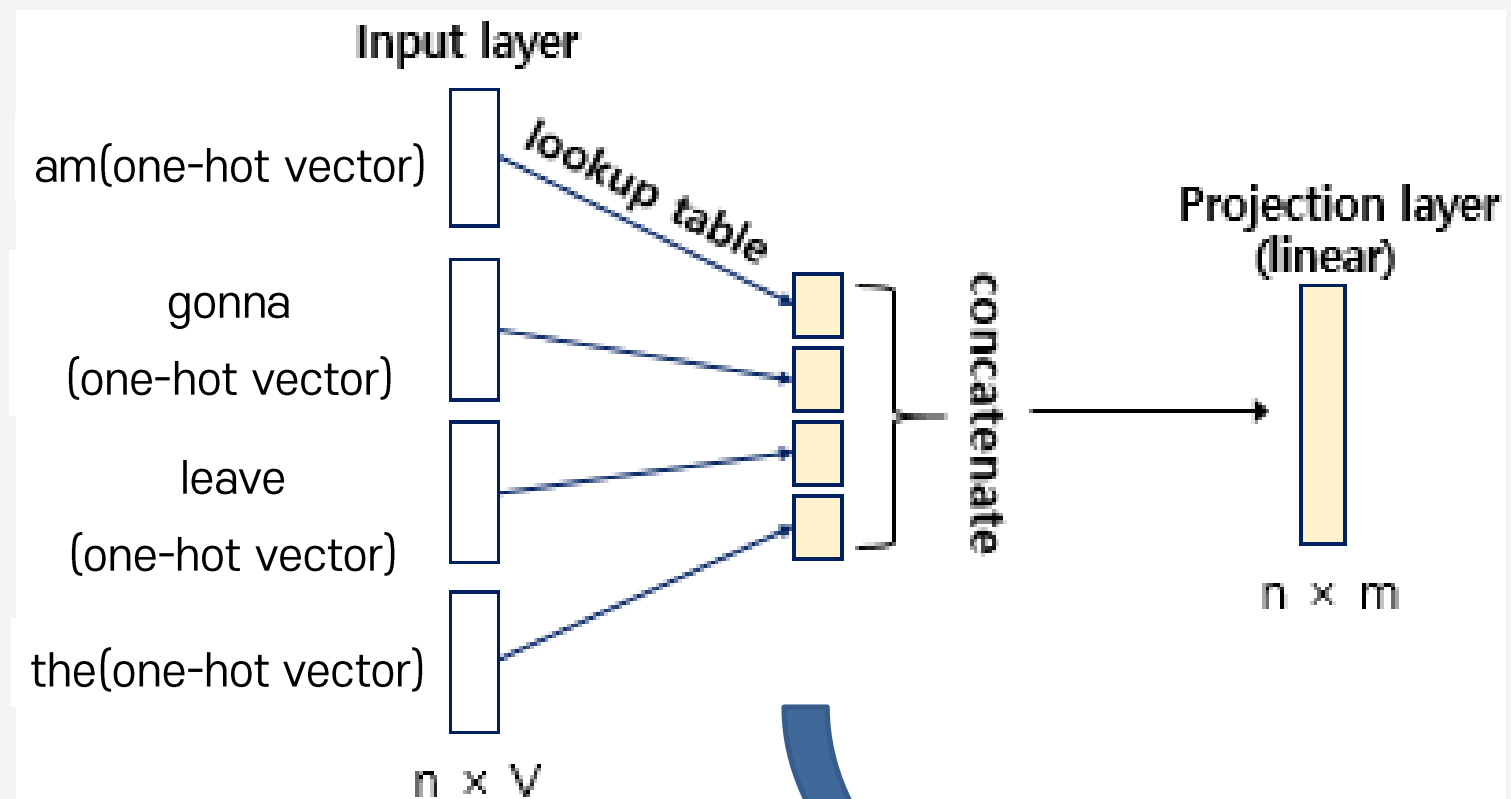 Input layer
am(one-hot vector)
lookup table
gonna
(one-hot vector)
leave
(one-hot vector)
the(one-hot vector)
n × V
concatenate
Projection layer
(linear)
n × m